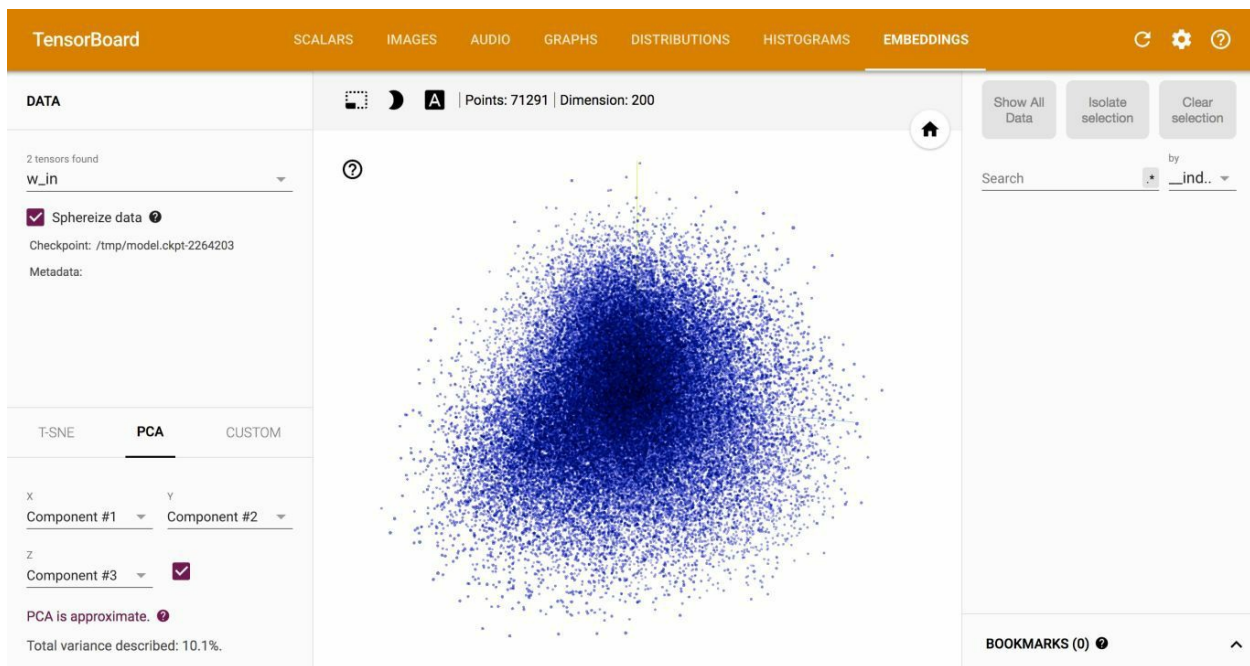 TensorBoard
SCALARS IMAGES AUDIO GRAPHS DISTRIBUTIONS HISTOGRAMS EMBEDDINGS
DATA
A Points: 71291 Dimension: 200
Show All Data
Isolate selection
Clear selection
2 tensors found
w_in
Search .*
by
__ind..
Sphereize data
Checkpoint: /tmp/model.ckpt-2264203
Metadata:
T-SNE PCA CUSTOM
X Y
Component #1 Component #2
Z
Component #3
PCA is approximate.
Total variance described: 10.1%.
BOOKMARKS (0)